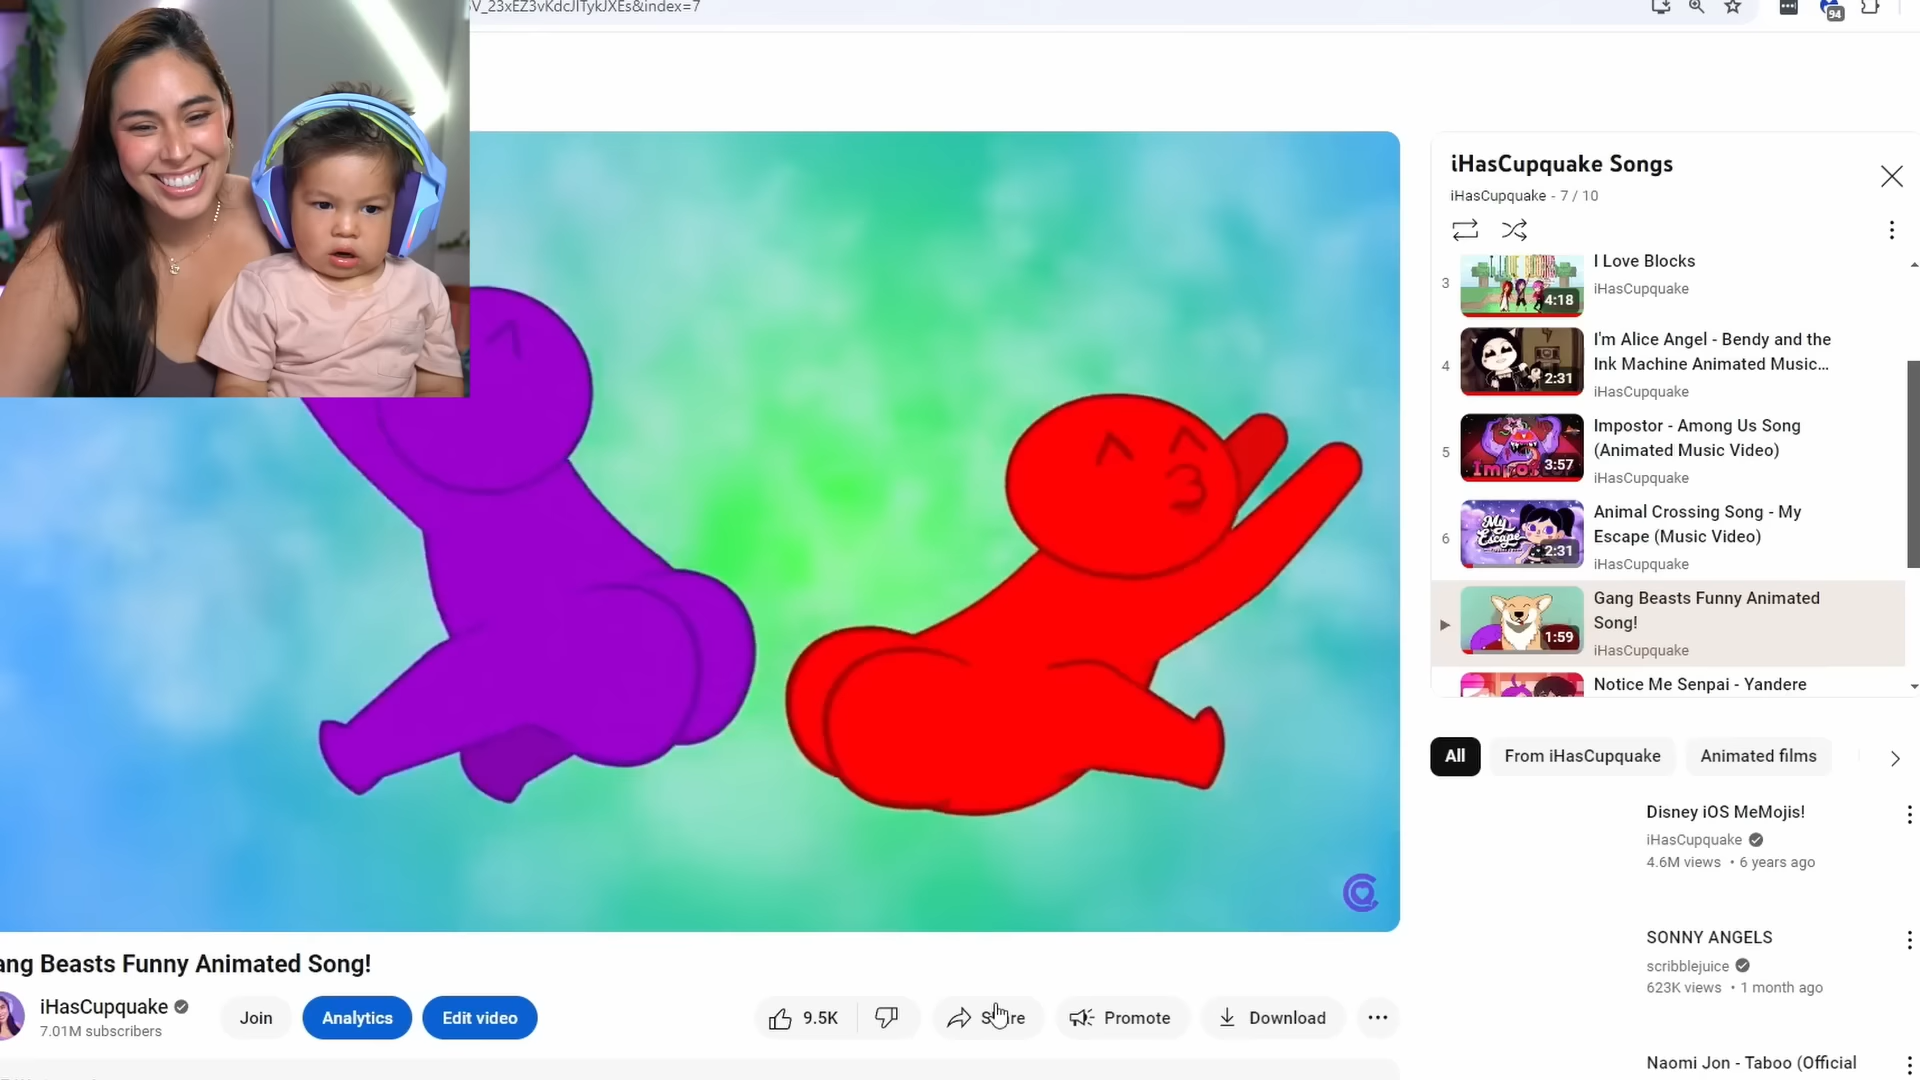 V_23xEZ3vKdcJITykJXEs&index=7
94
iHasCupquake Songs
iHasCupquake - 7 / 10
3
4:18
I Love Blocks
iHasCupquake
4
2:31
I'm Alice Angel - Bendy and the
Ink Machine Animated Music...
iHasCupquake
5
3:57
Impostor - Among Us Song
(Animated Music Video)
iHasCupquake
6
My
Escape
2:31
Animal Crossing Song - My
Escape (Music Video)
iHasCupquake
1:59
Gang Beasts Funny Animated
Song!
iHasCupquake
Notice Me Senpai - Yandere
All
From iHasCupquake
Animated films
Disney iOS MeMojis!
iHasCupquake
4.6M views • 6 years ago
SONNY ANGELS
scribblejuice
623K views • 1 month ago
Naomi Jon - Taboo (Official
ang Beasts Funny Animated Song!
iHasCupquake
7.01M subscribers
Join
Analytics
Edit video
9.5K
Share
Promote
Download